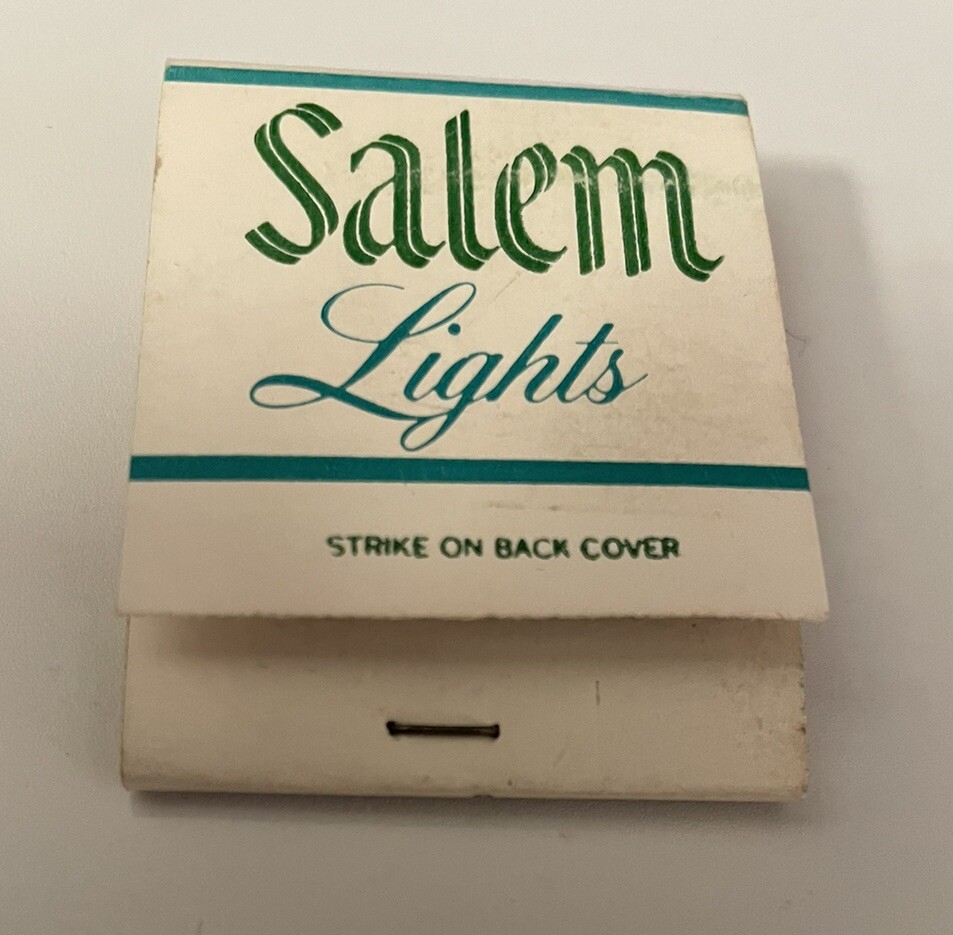 Salem
Lights
STRIKE ON BACK COVER